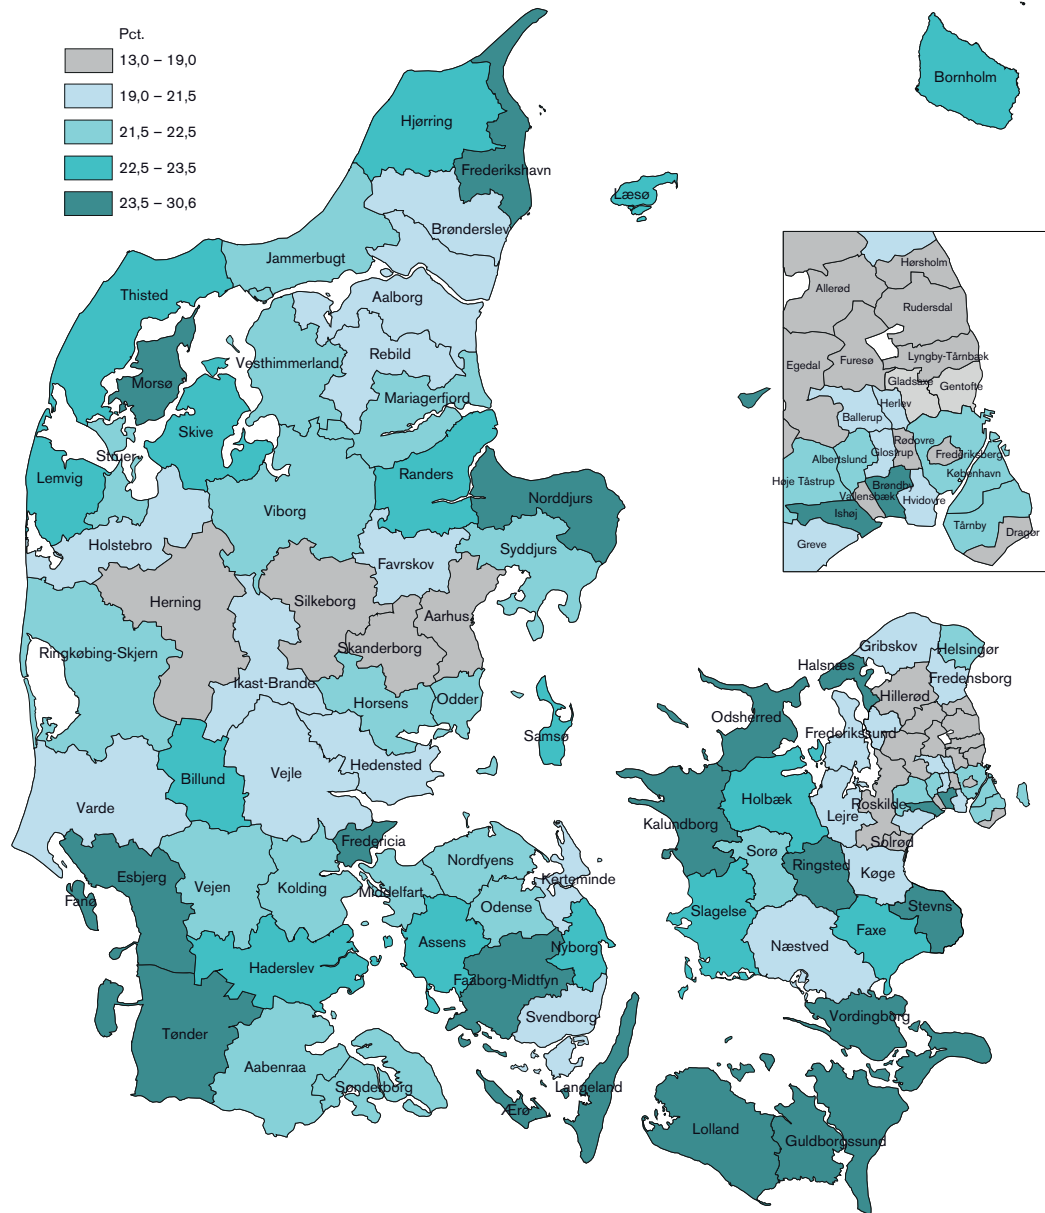 Pct.
13,0 – 19,0
19,0 – 21,5
21,5 – 22,5
22,5 – 23,5
23,5 – 30,6
Bornholm
Hjørring
Frederikshavn
Læsø
Brønderslev
Jammerbugt
Thisted
Aalborg
Rebild
Vesthimmerland
Morsø
Mariagerfjord
Skive
Struer
Lemvig
Randers
Norddjurs
Viborg
Holstebro
Favrskov
Syddjurs
Herning
Silkeborg
Aarhus
Skanderborg
Ringkøbing-Skjern
Ikast-Brande
Horsens
Odder
Samsø
Hedensted
Billund
Vejle
Varde
Fredericia
Esbjerg
Vejen
Kolding
Fanø
Middelfart
Nordfyens
Kerteminde
Odense
Assens
Nyborg
Haderslev
Faaborg-Midtfyn
Svendborg
Tønder
Aabenraa
Sønderborg
Langeland
Ærø
Hørsholm
Allerød
Rudersdal
Egedal
Furesø
Lyngby-Tårnbæk
Gladsaxe
Gentofte
Herlev
Ballerup
Rødovre
Glostrup
Frederiksberg
Albertslund
København
Høje Tåstrup
Brøndby
Vallensbæk
Hvidovre
Ishøj
Tårnby
Dragør
Greve
Gribskov
Helsingør
Halsnæs
Fredensborg
Hillerød
Odsherred
Frederikssund
Holbæk
Roskilde
Lejre
Kalundborg
Solrød
Sorø
Ringsted
Køge
Slagelse
Stevns
Faxe
Næstved
Vordingborg
Lolland
Guldborgssund